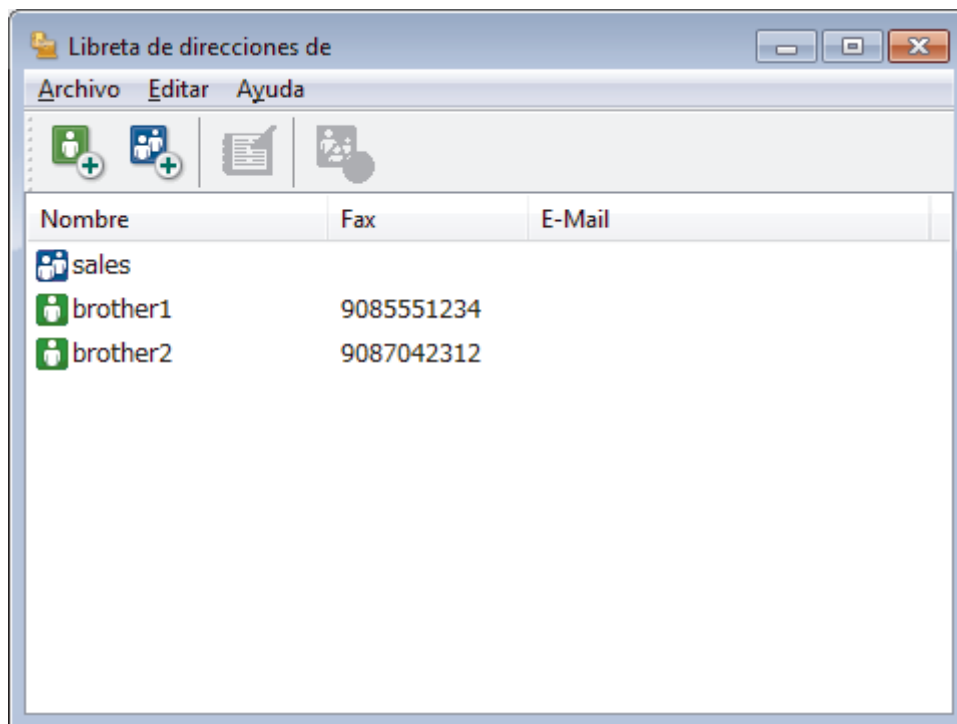 Libreta de direcciones de
Archivo Editar Ayuda
Nombre Fax E-Mail
sales
brother1 9085551234
brother2 9087042312